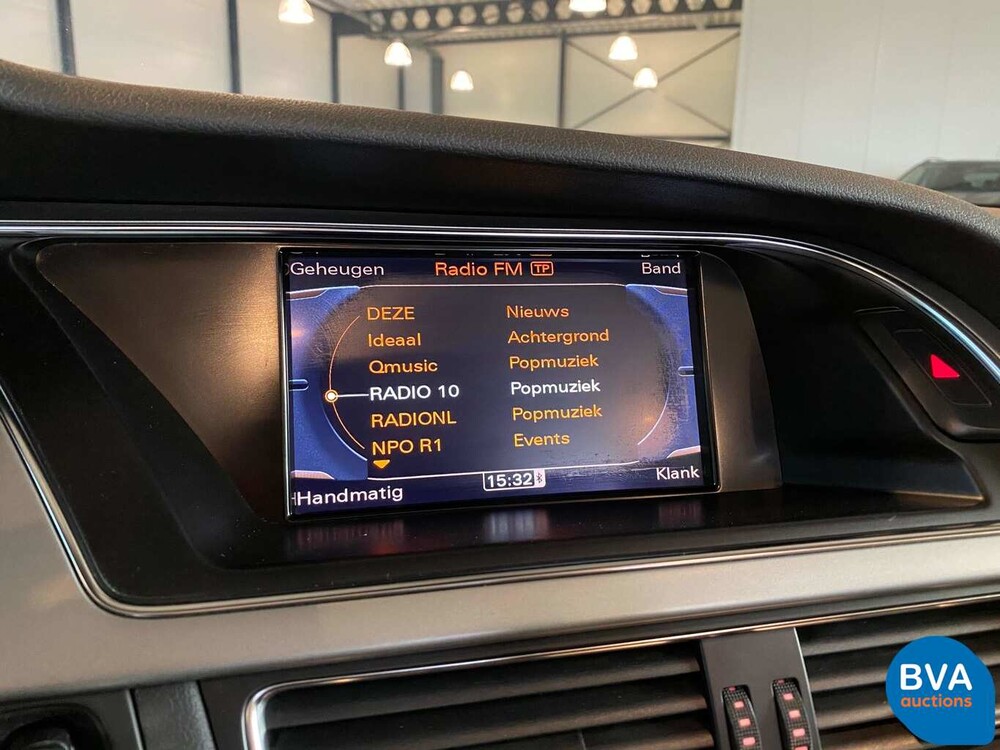 Geheugen Radio FM TP Band
DEZE Nieuws
Ideaal Achtergrond
Qmusic Popmuziek
RADIO 10 Popmuziek
RADIONL Popmuziek
NPO R1 Events
Handmatig 15:32 Klank
BVA
auctions